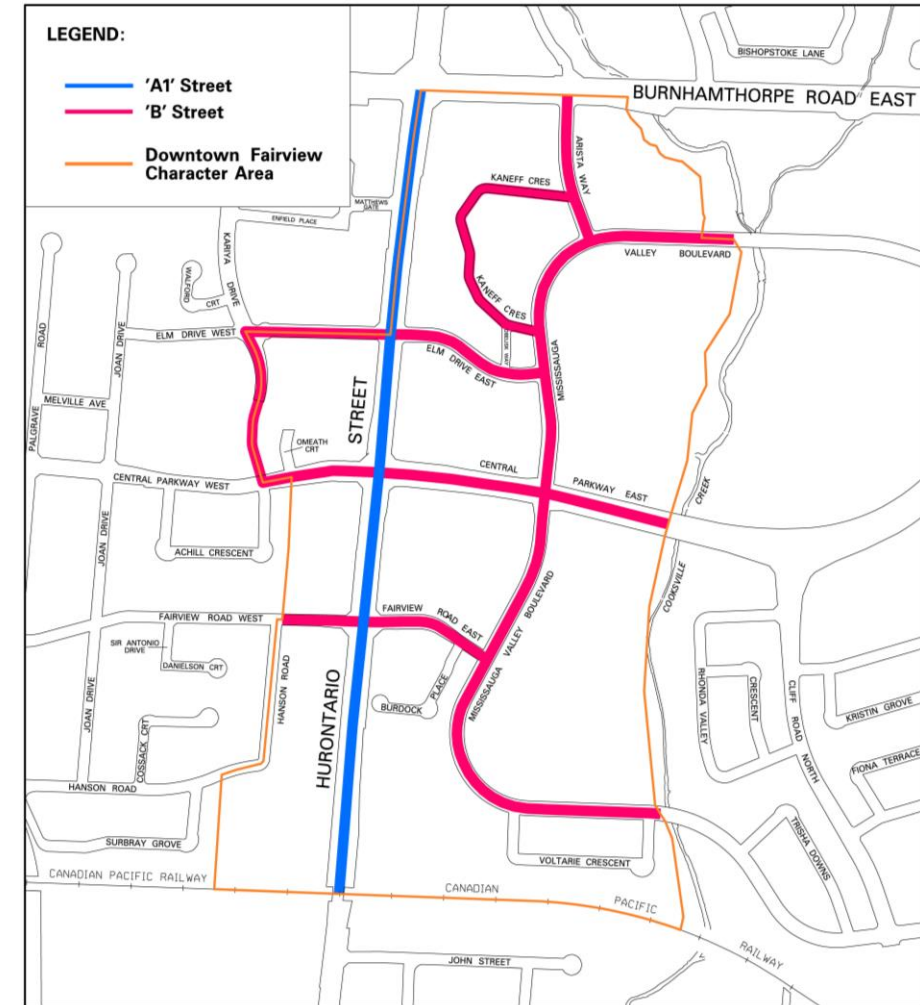 LEGEND:
'A1' Street
'B' Street
Downtown Fairview
Character Area
BISHOPSTOKE LANE
BURNHAMTHORPE ROAD EAST
ARISTA WAY
KANEFF CRES
MATTHEWS
GATE
ENFIELD PLACE
KARIYA DRIVE
WALFORD
CRT
VALLEY BOULEVARD
KANEFF CRES
ROAD
JOAN DRIVE
ELM DRIVE WEST
ELM DRIVE EAST
MISSISSAUGA
STREET
MELVILLE AVE
PALGRAVE
OMEATH
CRT
CENTRAL
PARKWAY EAST
CENTRAL PARKWAY WEST
CREEK
JOAN DRIVE
ACHILL CRESCENT
COOKSVILLE
MISSISSAUGA VALLEY BOULEVARD
FAIRVIEW ROAD WEST
FAIRVIEW ROAD EAST
SIR ANTONIO
DRIVE
DANIELSON CRT
HANSON ROAD
BURDOCK PLACE
HURONTARIO
JOAN DRIVE
COSSACK CRT
RHONDA VALLEY
CRESCENT
CLIFF ROAD NORTH
KRISTIN GROVE
FIONA TERRACE
HANSON ROAD
SURBRAY GROVE
TRISHA DOWNS
VOLTARIE CRESCENT
CANADIAN PACIFIC RAILWAY
CANADIAN PACIFIC RAILWAY
JOHN STREET